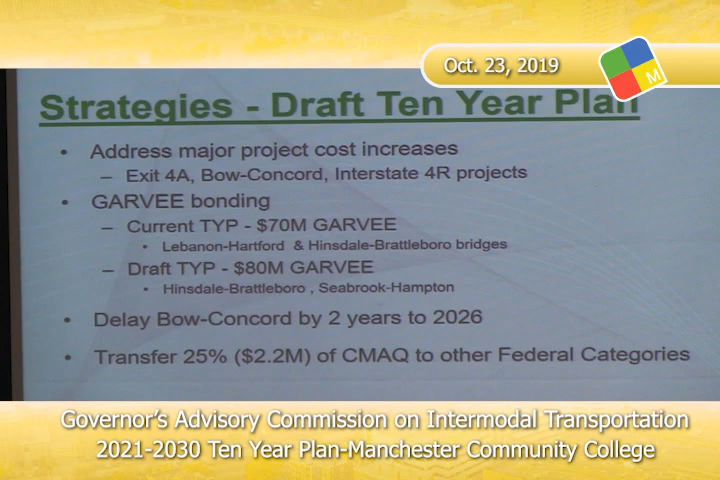 Oct. 23, 2019
M
Strategies - Draft Ten Year Plan
• Address major project cost increases
– Exit 4A, Bow-Concord, Interstate 4R projects
• GARVEE bonding
– Current TYP - $70M GARVEE
• Lebanon-Hartford & Hinsdale-Brattleboro bridges
– Draft TYP - $80M GARVEE
• Hinsdale-Brattleboro , Seabrook-Hampton
• Delay Bow-Concord by 2 years to 2026
• Transfer 25% ($2.2M) of CMAQ to other Federal Categories
Governor's Advisory Commission on Intermodal Transportation
2021-2030 Ten Year Plan-Manchester Community College